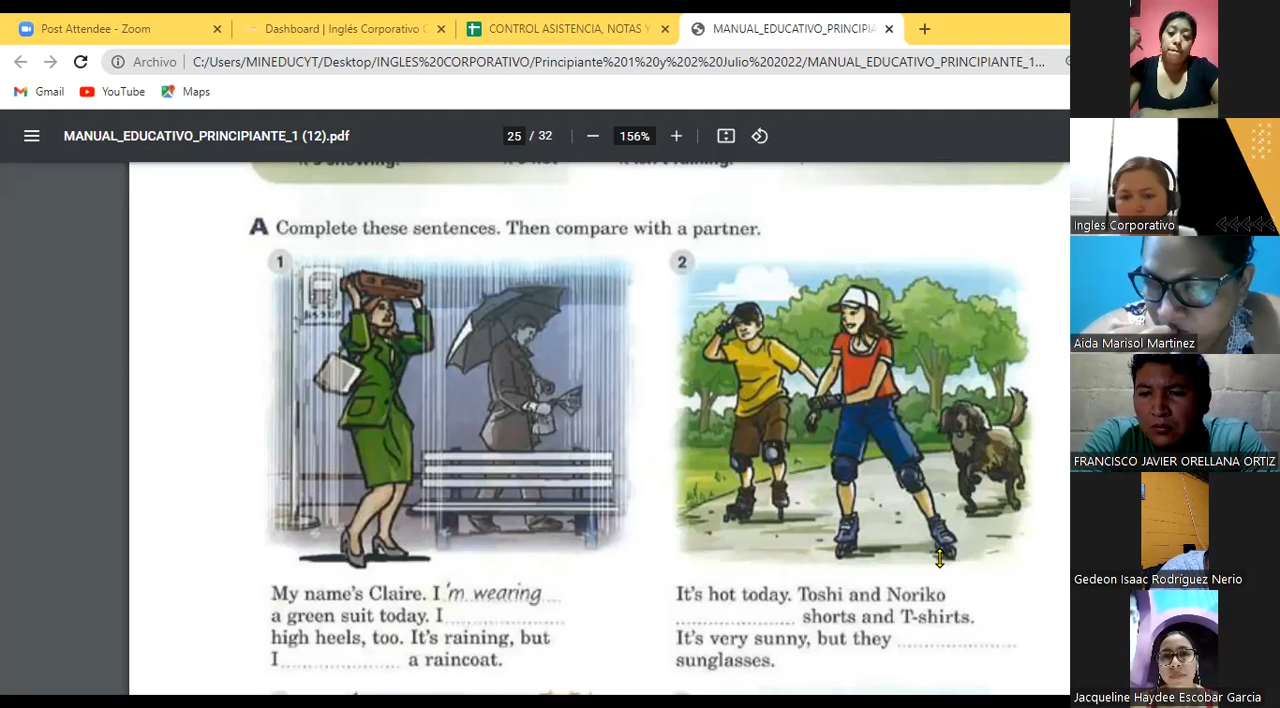 Post Attendee - Zoom
Dashboard | Inglés Corporativo
CONTROL ASISTENCIA, NOTAS Y
MANUAL_EDUCATIVO_PRINCIPIA
Archivo
C:/Users/MINEDUCYT/Desktop/INGLES%20CORPORATIVO/Principiante%201%20y%202%20Julio%202022/MANUAL_EDUCATIVO_PRINCIPIANTE_1...
Gmail
YouTube
Maps
MANUAL_EDUCATIVO_PRINCIPIANTE_1 (12).pdf
25 / 32
156%
A Complete these sentences. Then compare with a partner.
1
2
My name's Claire. I 'm wearing
a green suit today. I
high heels, too. It's raining, but
I a raincoat.
It's hot today. Toshi and Noriko
shorts and T-shirts.
It's very sunny, but they
sunglasses.
Ingles Corporativo
Aida Marisol Martinez
FRANCISCO JAVIER ORELLANA ORTIZ
Gedeon Isaac Rodríguez Nerio
Jacqueline Haydee Escobar Garcia